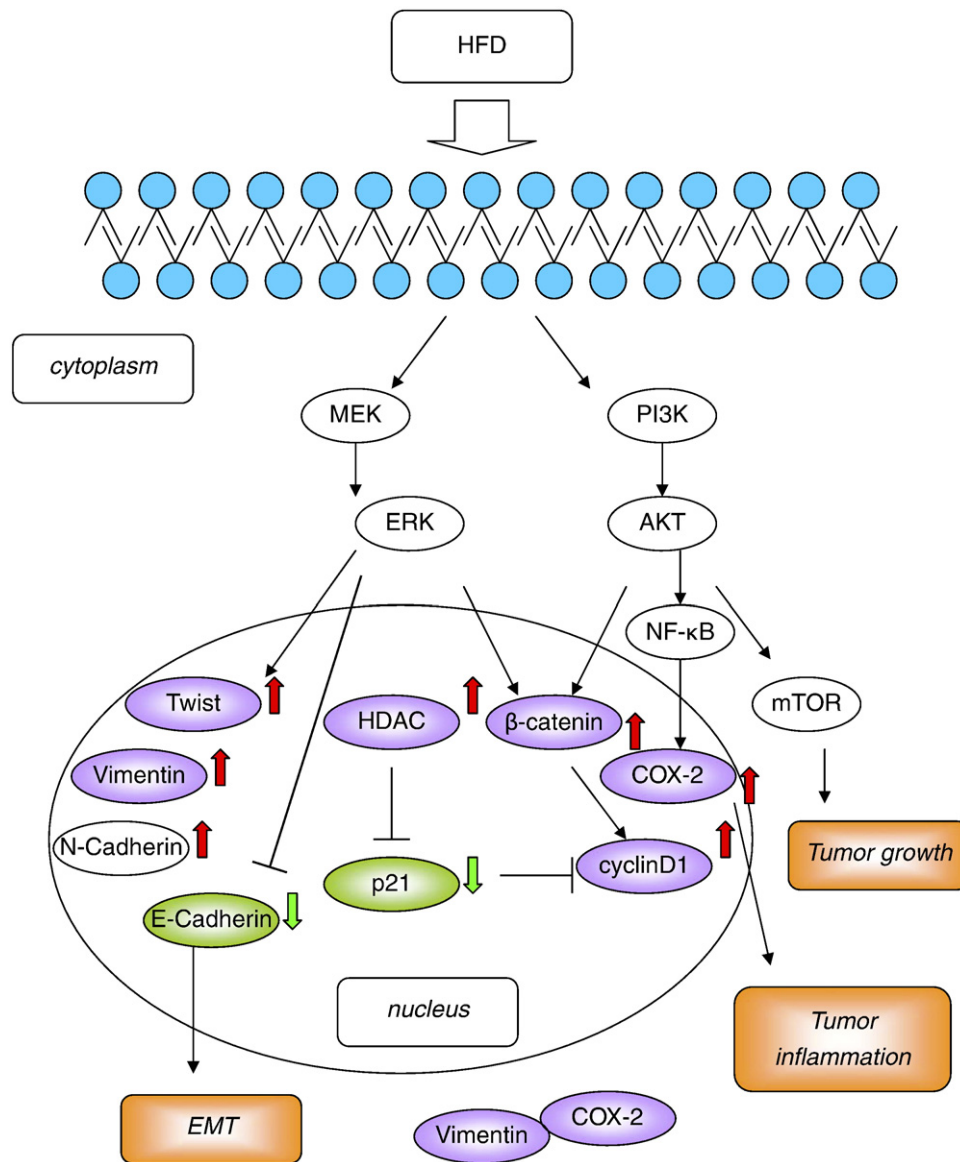 HFD
cytoplasm
MEK
PI3K
ERK
AKT
NF-κB
Twist
HDAC
β-catenin
mTOR
Vimentin
COX-2
N-Cadherin
Tumor growth
p21
cyclinD1
E-Cadherin
nucleus
Tumor
inflammation
EMT
Vimentin
COX-2